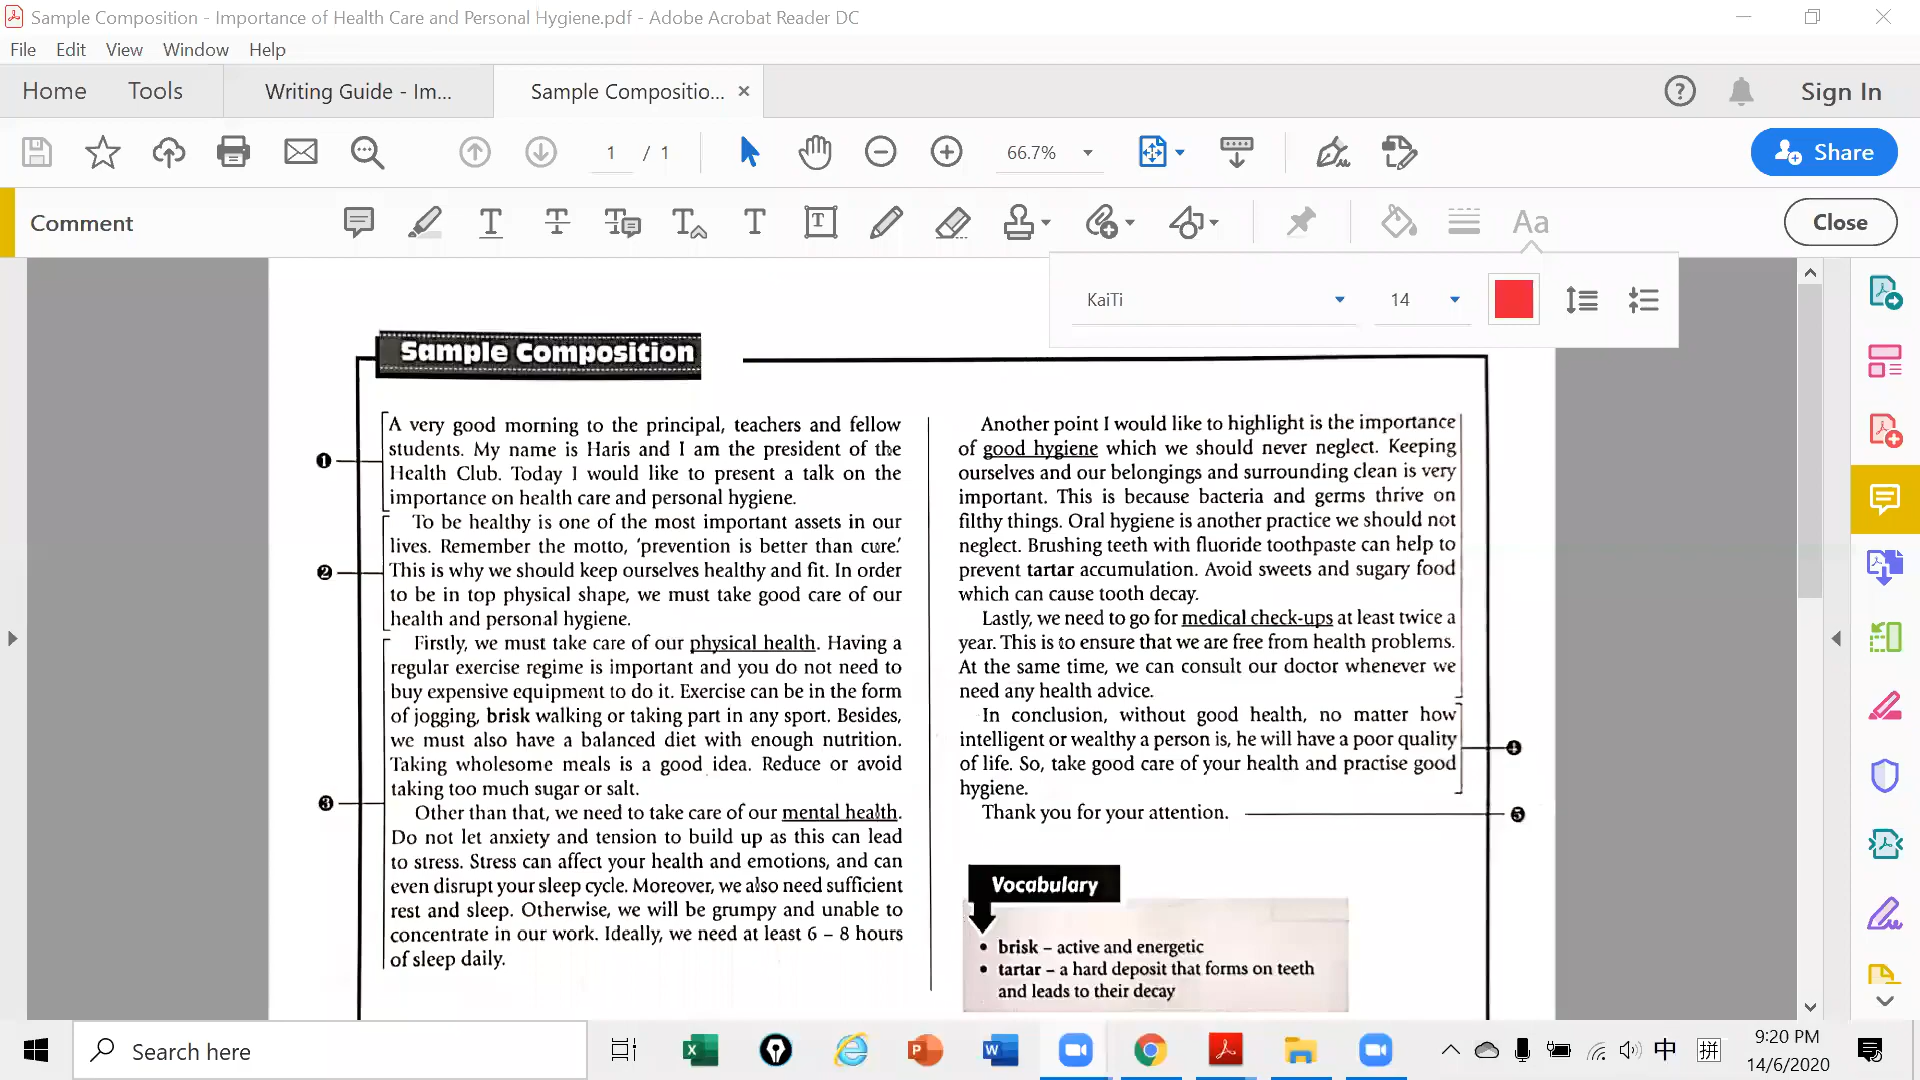 Sample Composition - Importance of Health Care and Personal Hygiene.pdf - Adobe Acrobat Reader DC
File Edit View Window Help
Home Tools Writing Guide - Im... Sample Compositio... × Sign In
1 / 1 66.7% Share
Comment Close
KaiTi 14
Sample Composition
❶
A very good morning to the principal, teachers and fellow
students. My name is Haris and I am the president of the
Health Club. Today I would like to present a talk on the
importance on health care and personal hygiene.
❷
To be healthy is one of the most important assets in our
lives. Remember the motto, 'prevention is better than cure.'
This is why we should keep ourselves healthy and fit. In order
to be in top physical shape, we must take good care of our
health and personal hygiene.
❸
Firstly, we must take care of our physical health. Having a
regular exercise regime is important and you do not need to
buy expensive equipment to do it. Exercise can be in the form
of jogging, brisk walking or taking part in any sport. Besides,
we must also have a balanced diet with enough nutrition.
Taking wholesome meals is a good idea. Reduce or avoid
taking too much sugar or salt.
Other than that, we need to take care of our mental health.
Do not let anxiety and tension to build up as this can lead
to stress. Stress can affect your health and emotions, and can
even disrupt your sleep cycle. Moreover, we also need sufficient
rest and sleep. Otherwise, we will be grumpy and unable to
concentrate in our work. Ideally, we need at least 6 – 8 hours
of sleep daily.
Another point I would like to highlight is the importance
of good hygiene which we should never neglect. Keeping
ourselves and our belongings and surrounding clean is very
important. This is because bacteria and germs thrive on
filthy things. Oral hygiene is another practice we should not
neglect. Brushing teeth with fluoride toothpaste can help to
prevent tartar accumulation. Avoid sweets and sugary food
which can cause tooth decay.
Lastly, we need to go for medical check-ups at least twice a
year. This is to ensure that we are free from health problems.
At the same time, we can consult our doctor whenever we
need any health advice.
In conclusion, without good health, no matter how
intelligent or wealthy a person is, he will have a poor quality
of life. So, take good care of your health and practise good
hygiene.
❹
Thank you for your attention.
❺
Vocabulary
• brisk – active and energetic
• tartar – a hard deposit that forms on teeth
and leads to their decay
Search here
中 拼
9:20 PM
14/6/2020